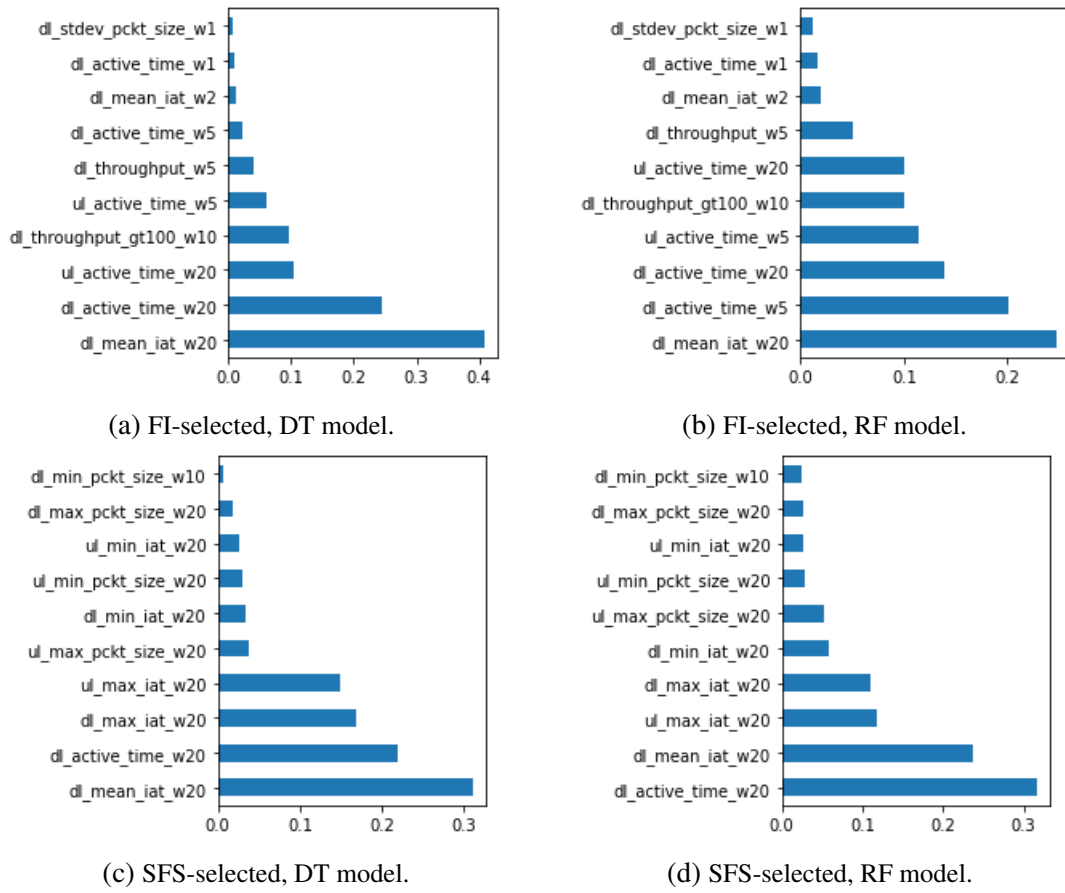 dl_stdev_pckt_size_w1
dl_active_time_w1
dl_mean_iat_w2
dl_active_time_w5
dl_throughput_w5
ul_active_time_w5
dl_throughput_gt100_w10
ul_active_time_w20
dl_active_time_w20
dl_mean_iat_w20
0.0 0.1 0.2 0.3 0.4
(a) FI-selected, DT model.
dl_stdev_pckt_size_w1
dl_active_time_w1
dl_mean_iat_w2
dl_throughput_w5
ul_active_time_w20
dl_throughput_gt100_w10
ul_active_time_w5
dl_active_time_w20
dl_active_time_w5
dl_mean_iat_w20
0.0 0.1 0.2
(b) FI-selected, RF model.
dl_min_pckt_size_w10
dl_max_pckt_size_w20
ul_min_iat_w20
ul_min_pckt_size_w20
dl_min_iat_w20
ul_max_pckt_size_w20
ul_max_iat_w20
dl_max_iat_w20
dl_active_time_w20
dl_mean_iat_w20
0.0 0.1 0.2 0.3
(c) SFS-selected, DT model.
dl_min_pckt_size_w10
dl_max_pckt_size_w20
ul_min_iat_w20
ul_min_pckt_size_w20
ul_max_pckt_size_w20
dl_min_iat_w20
dl_max_iat_w20
ul_max_iat_w20
dl_mean_iat_w20
dl_active_time_w20
0.0 0.1 0.2 0.3
(d) SFS-selected, RF model.